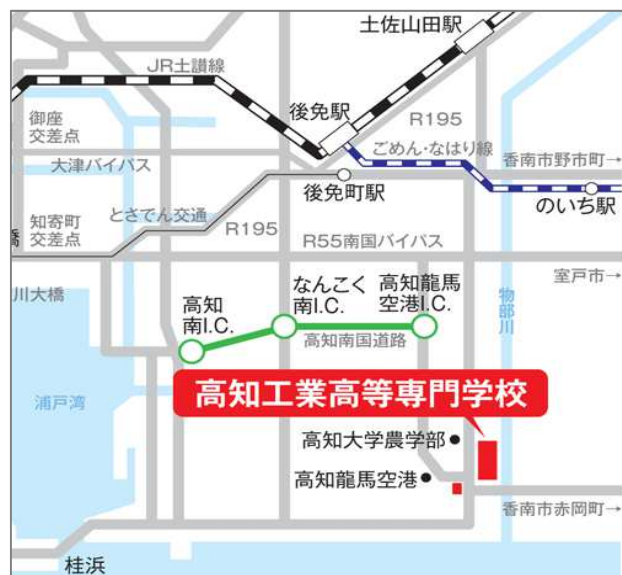 土佐山田駅
JR土讃線
後免駅
R195
御座
交差点
大津バイパス
ごめん・なはり線
香南市野市町→
後免町駅
のいち駅
とさでん交通
知寄町
交差点
橋
R195
R55南国バイパス
室戸市→
川大橋
高知
南I.C.
なんこく
南I.C.
高知龍馬
空港I.C.
物部川
高知南国道路
浦戸湾
高知工業高等専門学校
高知大学農学部
高知龍馬空港
香南市赤岡町→
桂浜